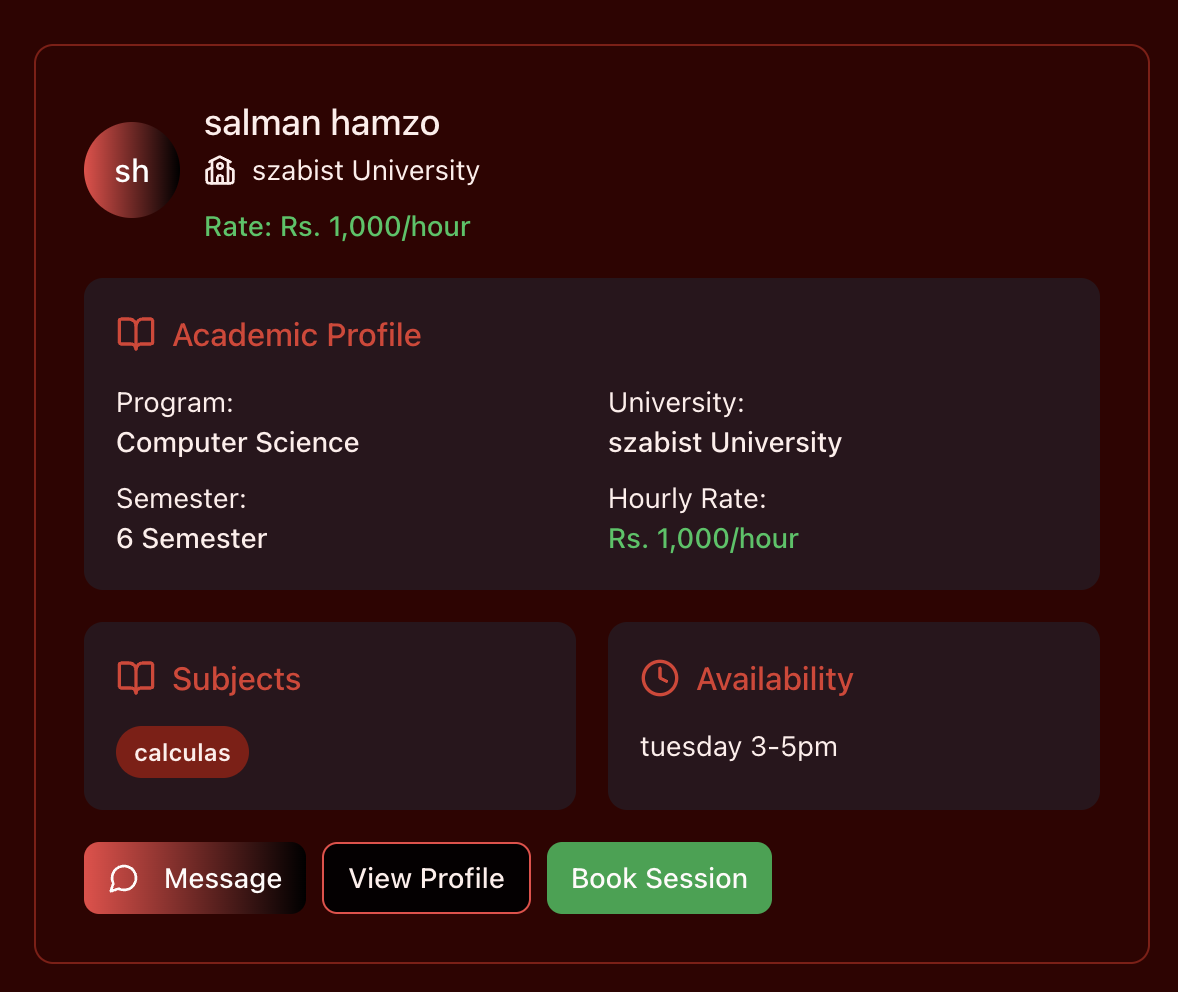 sh
salman hamzo
szabist University
Rate: Rs. 1,000/hour
Academic Profile
Program:
Computer Science
University:
szabist University
Semester:
6 Semester
Hourly Rate:
Rs. 1,000/hour
Subjects
calculas
Availability
tuesday 3-5pm
Message
View Profile
Book Session